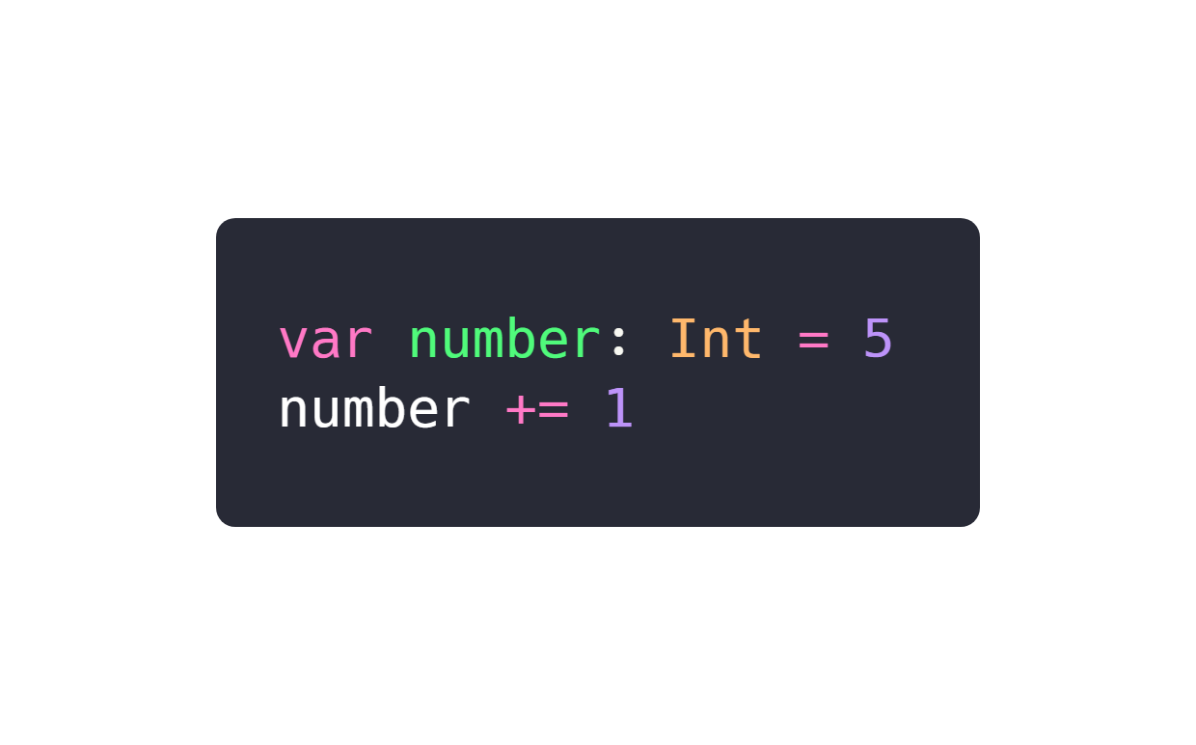 var number: Int = 5
number += 1